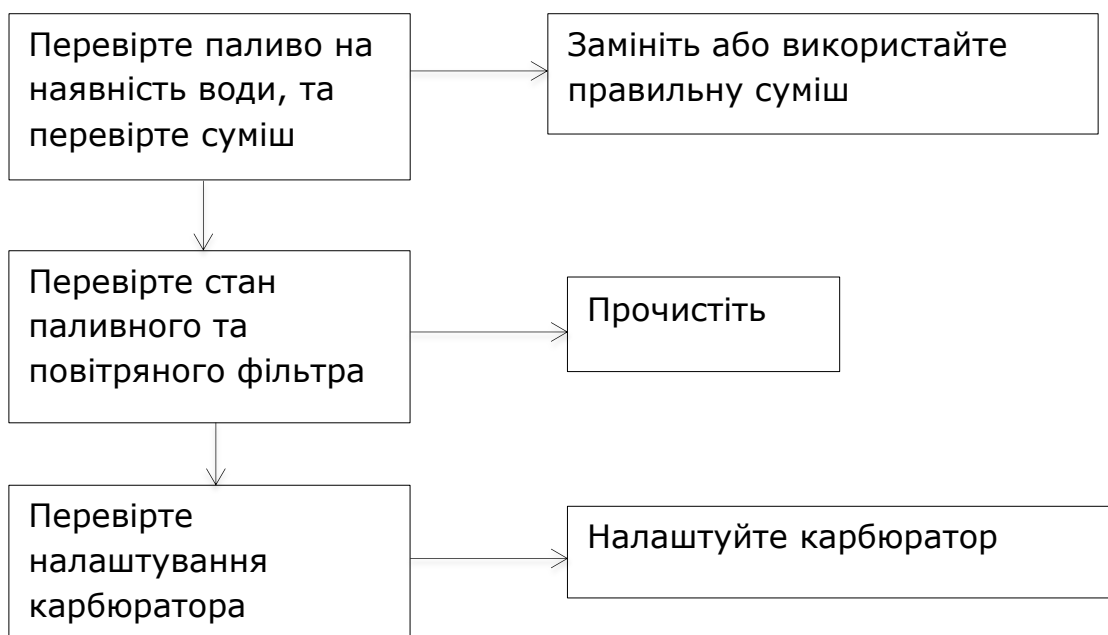 Перевірте паливо на
наявність води, та
перевірте суміш
Замініть або використайте
правильну суміш
Перевірте стан
паливного та
повітряного фільтра
Прочистіть
Перевірте
налаштування
карбюратора
Налаштуйте карбюратор